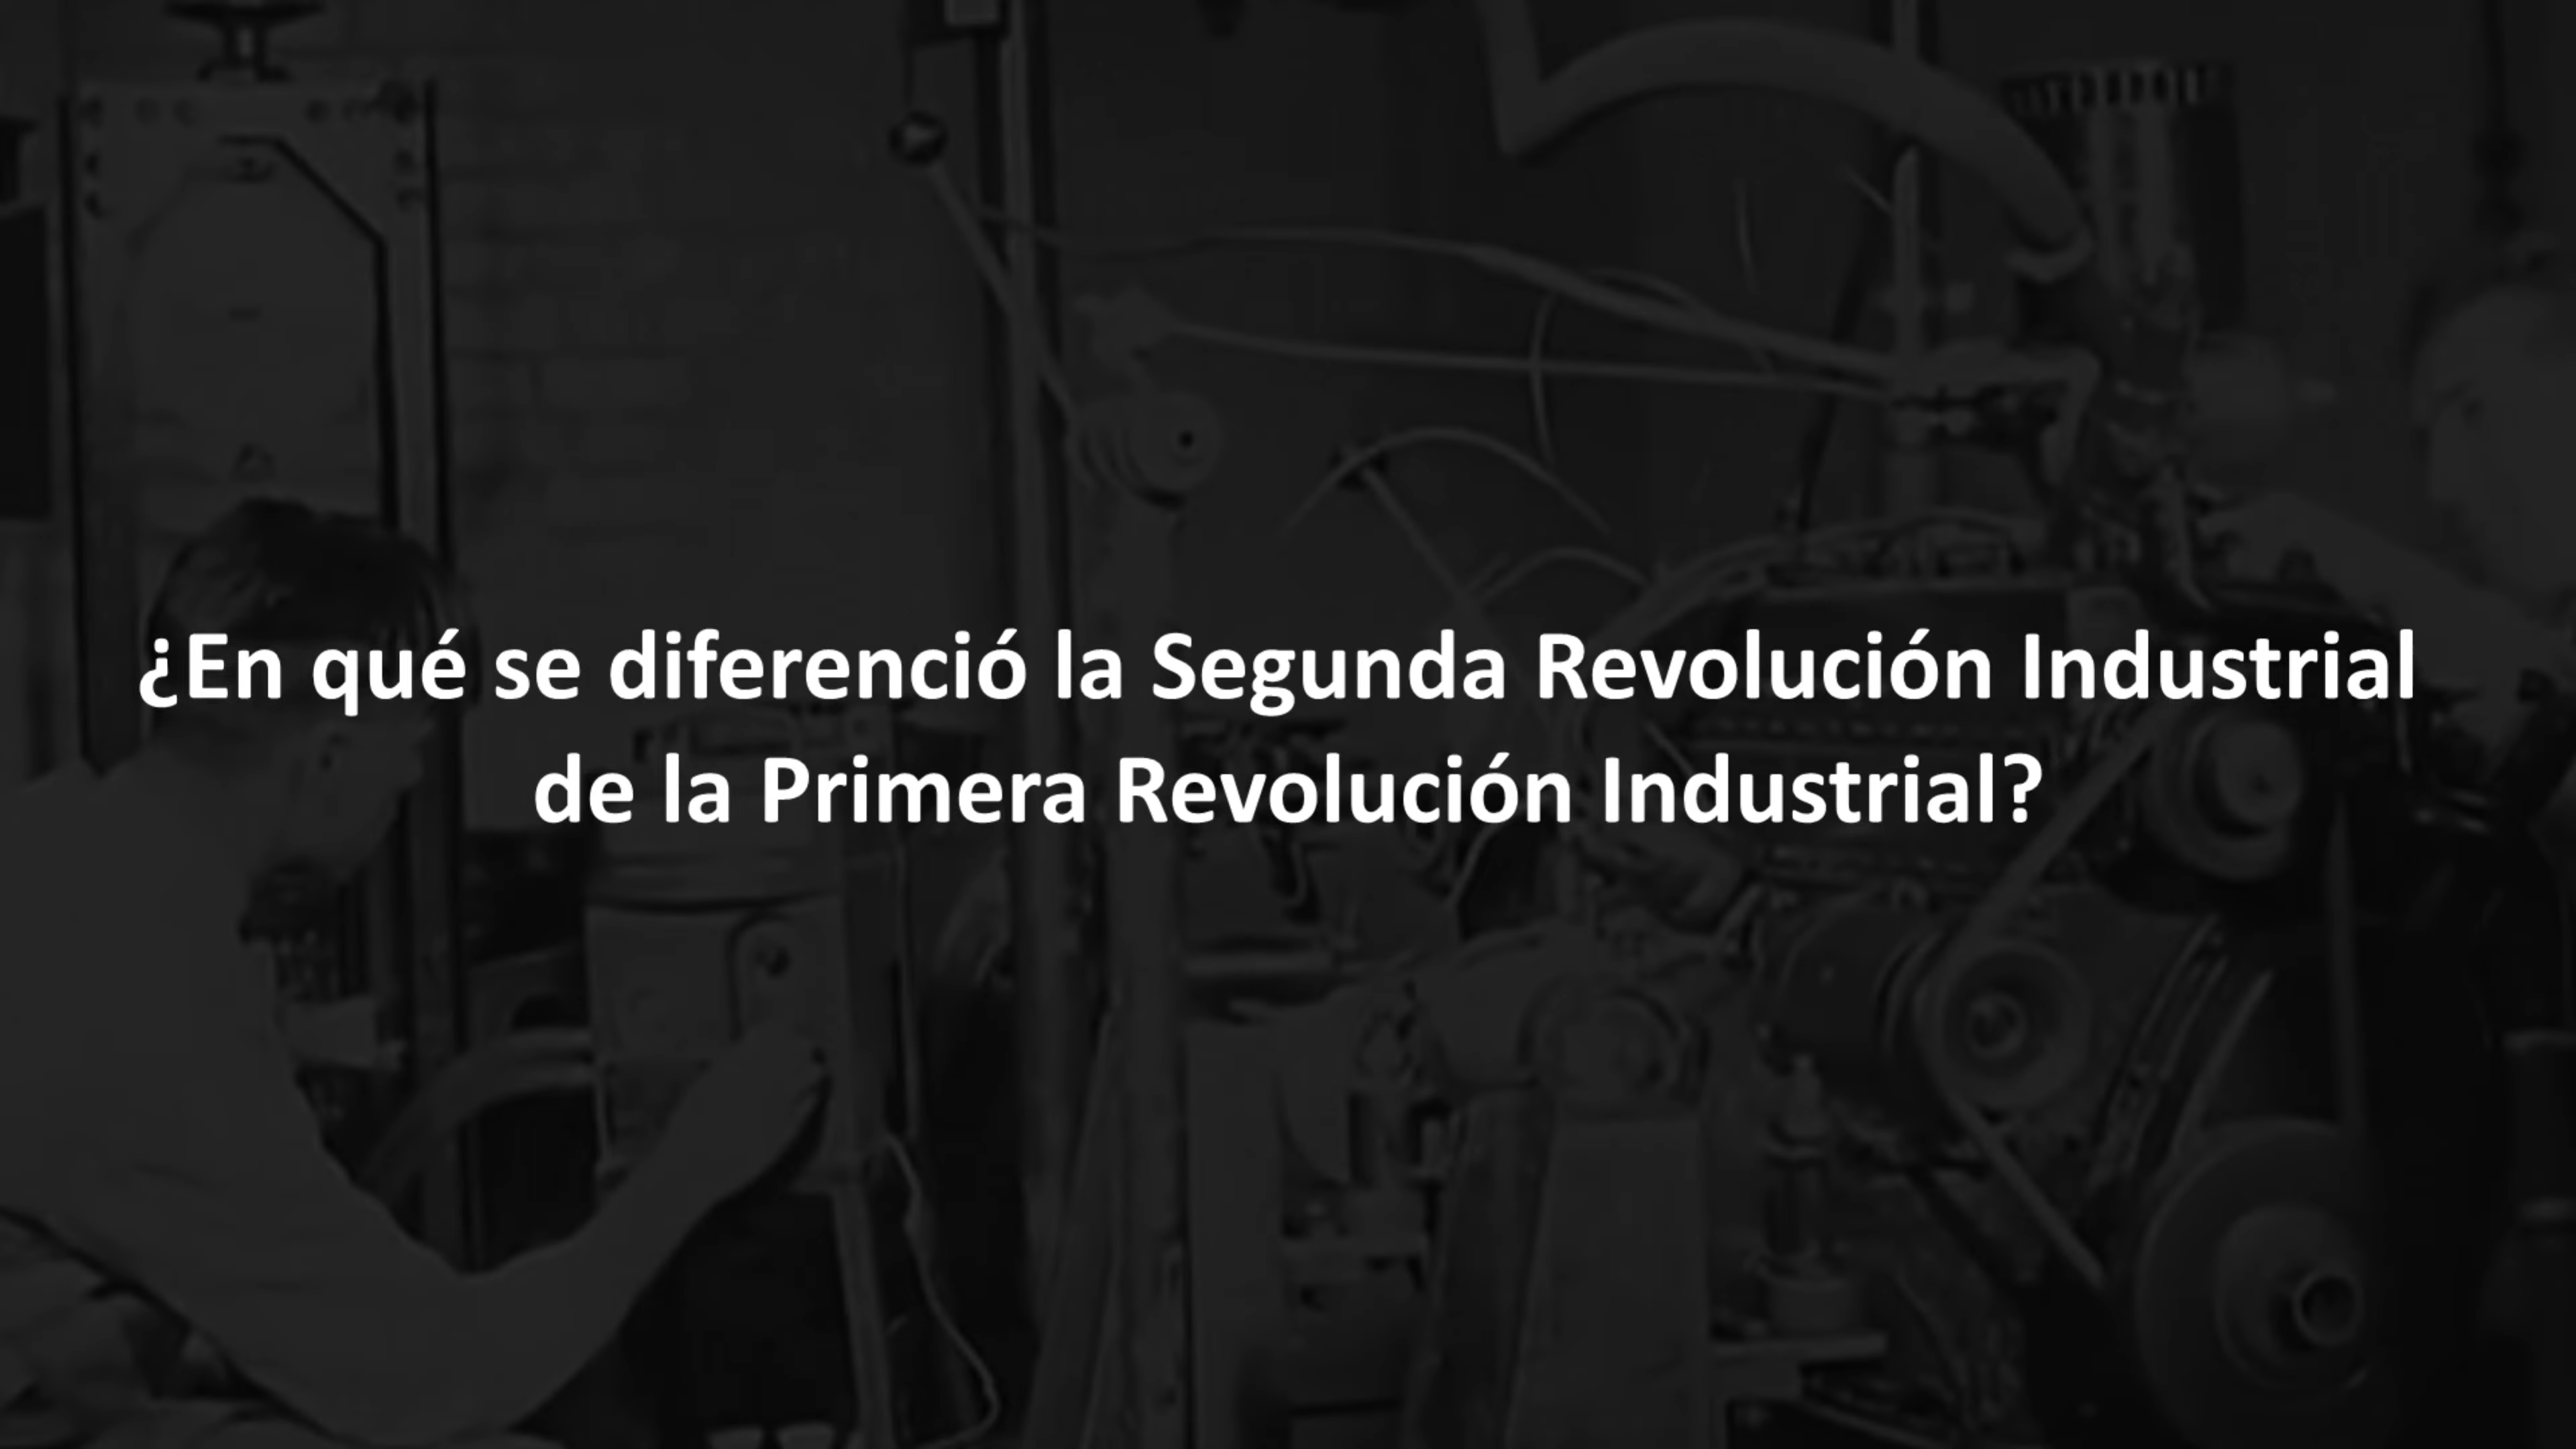 ¿En qué se diferenció la Segunda Revolución Industrial
de la Primera Revolución Industrial?